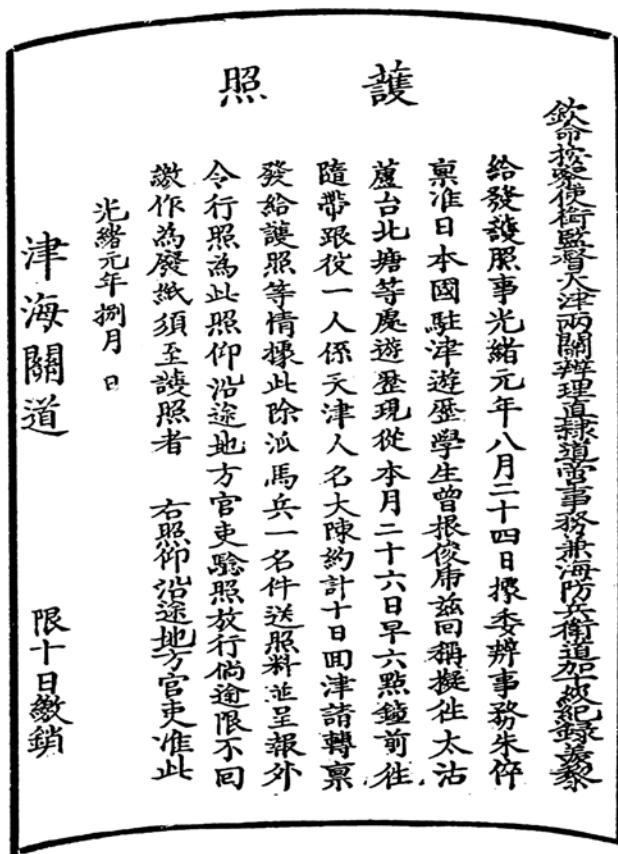 護照
欽命按察使銜監督天津兩關辦理直隸通商事務兼海防兵備道加十級紀錄黎
給發護照事光緒元年八月二十四日據委辦事務朱倅
稟准日本國駐津遊歷學生曾根俊庸茲回稱擬徃太沽
蘆台北塘等處遊歷現從本月二十六日早六點鐘前徃
隨帶跟役一人係天津人名大陳約計十日回津請轉稟
發給護照等情據此除派馬兵一名件送照料並呈報外
令行照為此照仰沿途地方官吏驗照放行倘逾限不回
繳作為廢紙須至護照者 右照仰沿途地方官吏准此
光緒元年捌月 日
津海關道 限十日繳銷